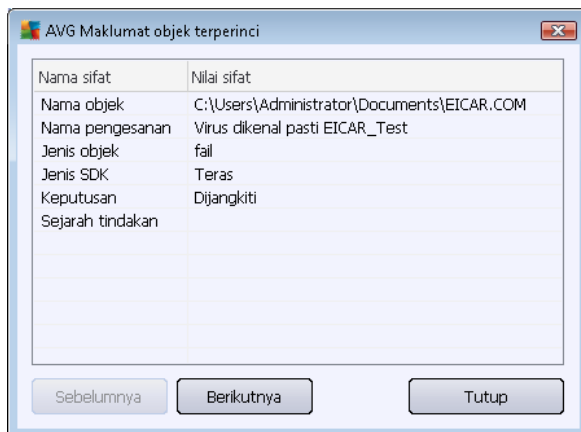 AVG Maklumat objek terperinci
Nama sifat Nilai sifat
Nama objek C:\Users\Administrator\Documents\EICAR.COM
Nama pengesanan Virus dikenal pasti EICAR_Test
Jenis objek fail
Jenis SDK Teras
Keputusan Dijangkiti
Sejarah tindakan
Sebelumnya Berikutnya Tutup